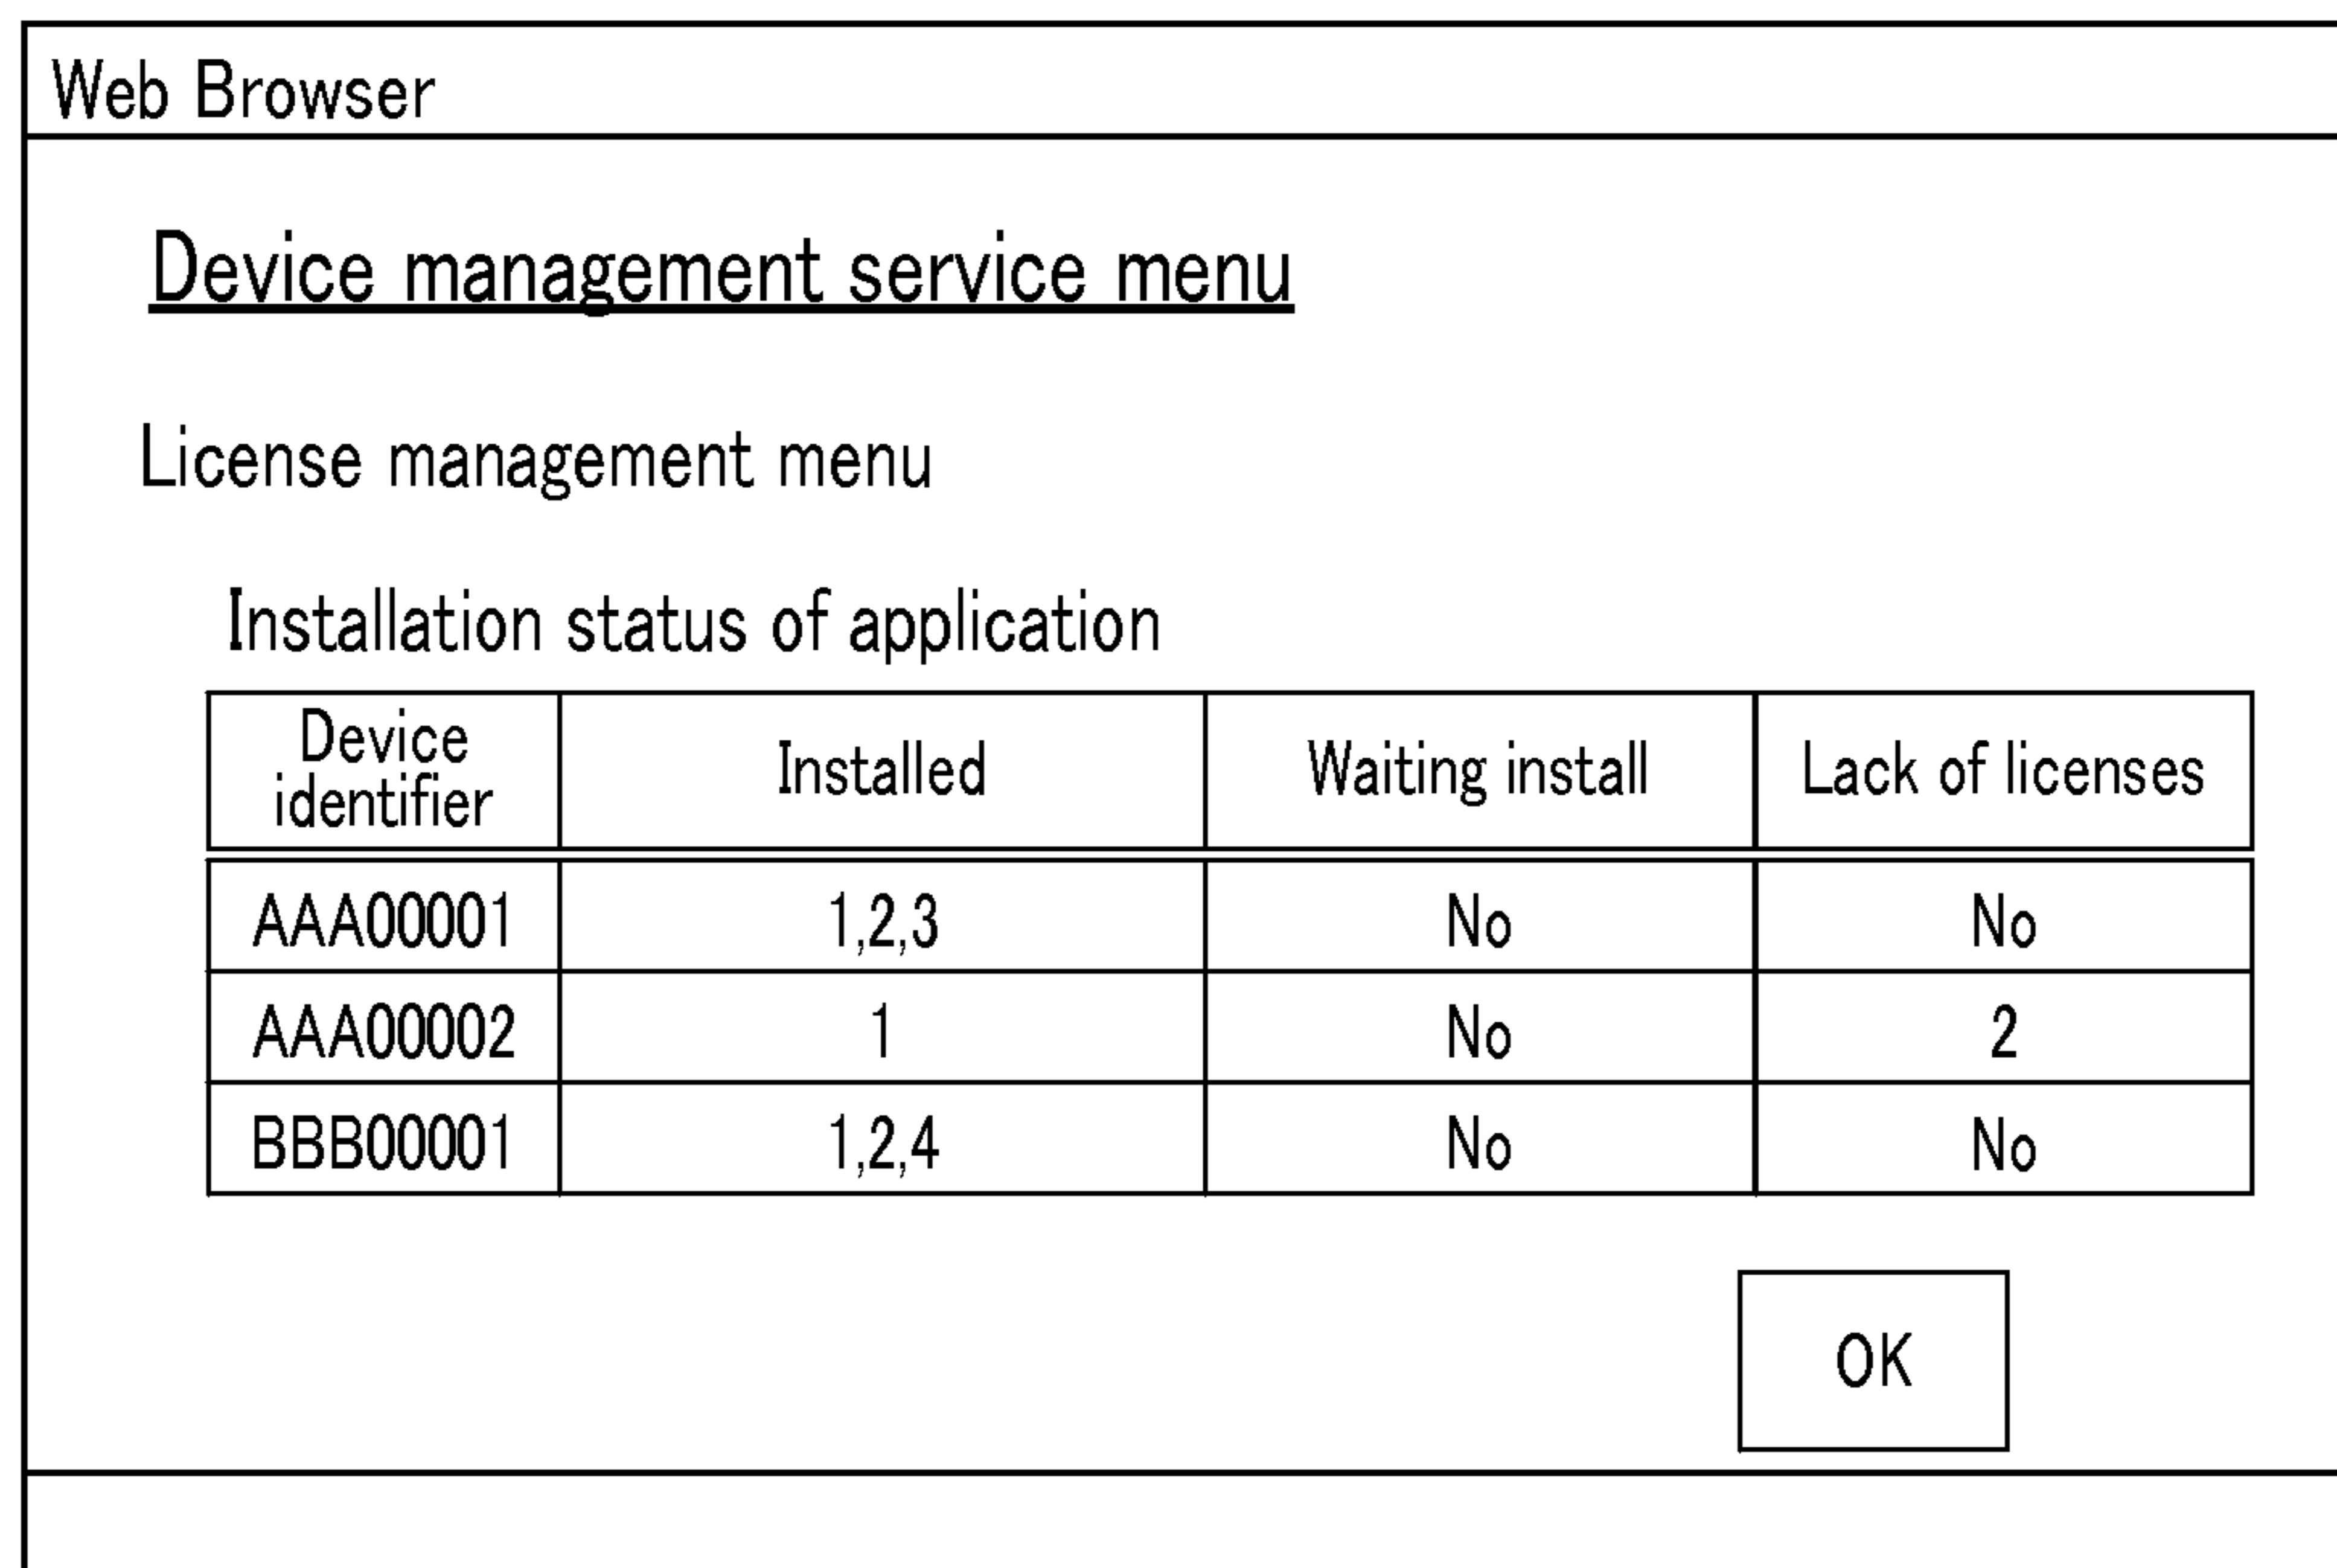 Web Browser
Device management service menu
License management menu
Installation status of application
Device identifier Installed Waiting install Lack of licenses
AAA00001 1,2,3 No No
AAA00002 1 No 2
BBB00001 1,2,4 No No
OK